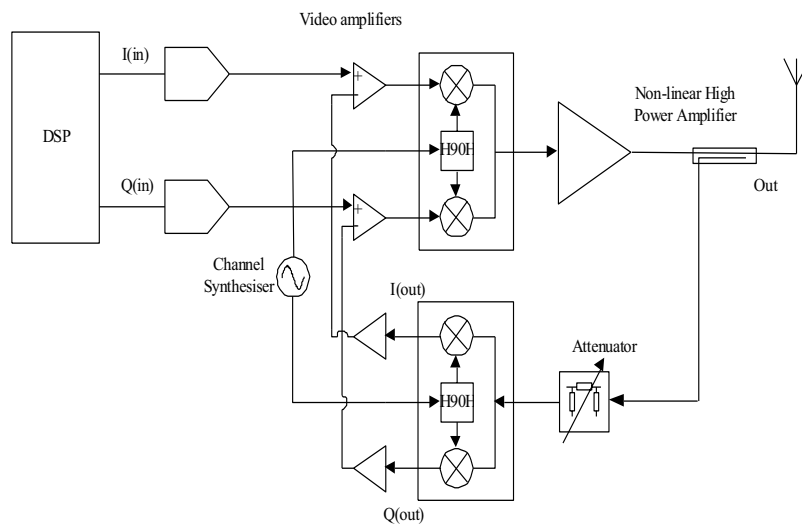 Video amplifiers
I(in)
DSP
Non-linear High
Power Amplifier
H90H
Q(in)
Out
Channel
Synthesiser
I(out)
Attenuator
H90H
Q(out)
+
−
+
−